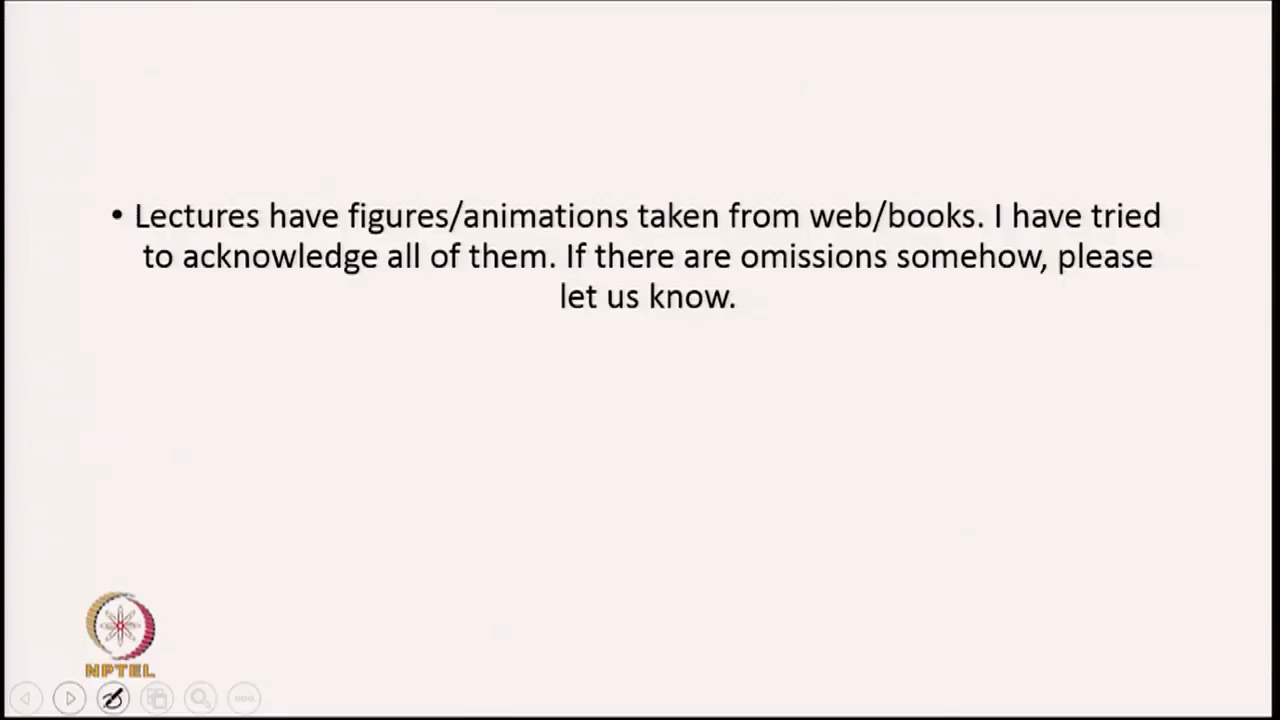 • Lectures have figures/animations taken from web/books. I have tried
to acknowledge all of them. If there are omissions somehow, please
let us know.
NPTEL